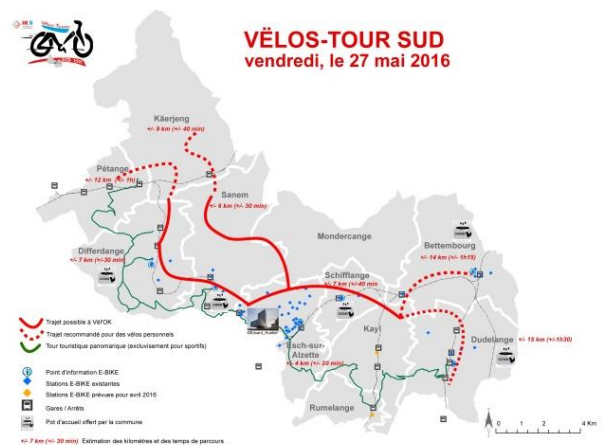 VËLOS-TOUR SUD
vendredi, le 27 mai 2016
Käerjeng
+/- 9 km (+/- 40 min)
Pétange
+/- 12 km (+/- 1h)
Sanem
+/- 6 km (+/- 30 min)
Mondercange
Differdange
+/- 7 km (+/-30 min)
Bettembourg
+/- 14 km (+/- 1h15)
Schifflange
+/- 7 km (+/-40 min
Kayl
Esch-sur-
Alzette
+/- 4 km (+/- 20 min)
Dudelange
+/- 15 km (+/-1h30)
Rumelange
Trajet possible à Vël'OK
Trajet recommandé pour des vélos personnels
Tour touristique panormarique (exclusivement pour sportifs)
Point d'information E-BIKE
Stations E-BIKE existantes
Stations E-BIKE prévues pour avril 2016
Gares / Arrêts
Pot d'accueil offert par la commune
+/- 7 km (+/- 30 min) Estimation des kilomètres et des temps de parcours
N
0 2 4 Km